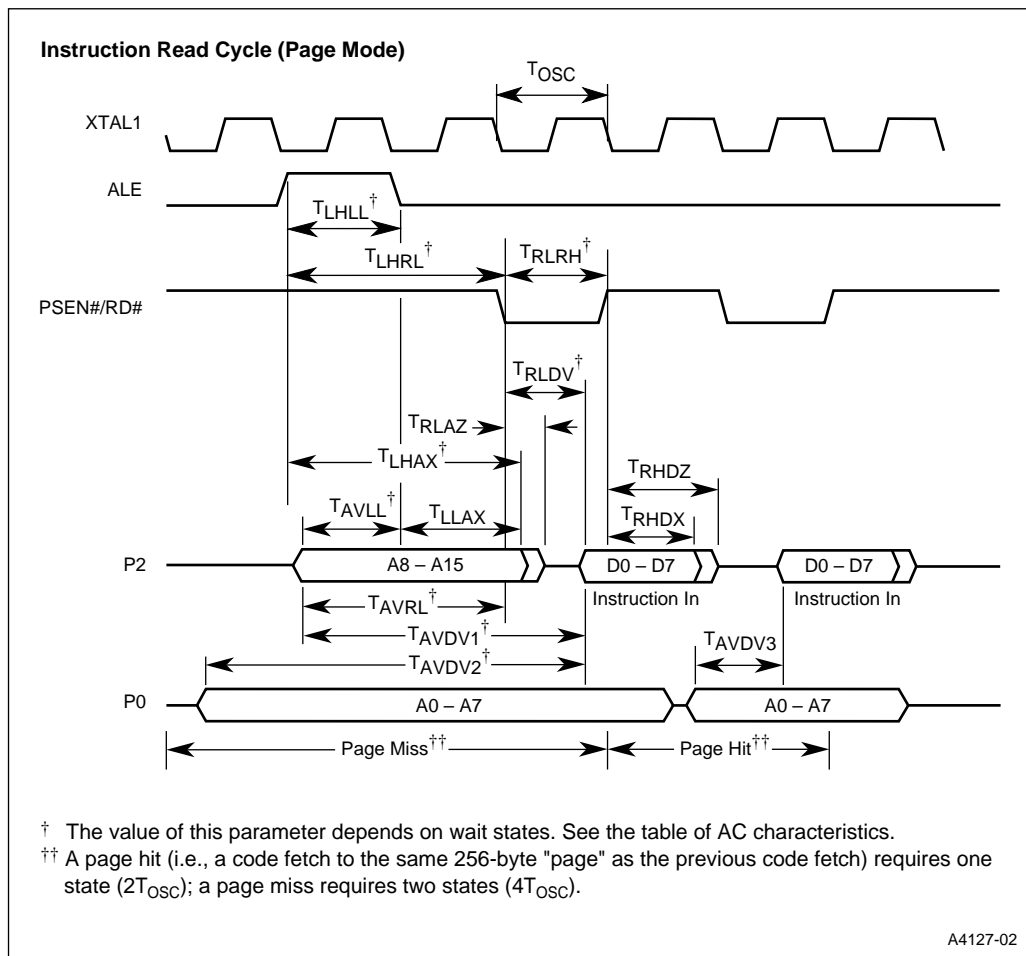 Instruction Read Cycle (Page Mode)
TOSC
XTAL1
ALE
TLHLL†
TLHRL†
TRLRH†
PSEN#/RD#
TRLDV†
TRLAZ
TLHAX†
TRHDZ
TAVLL†
TLLAX
TRHDX
P2
A8 – A15
D0 – D7
D0 – D7
Instruction In
Instruction In
TAVRL†
TAVDV1†
TAVDV3
TAVDV2†
P0
A0 – A7
A0 – A7
Page Miss††
Page Hit††
† The value of this parameter depends on wait states. See the table of AC characteristics.
†† A page hit (i.e., a code fetch to the same 256-byte "page" as the previous code fetch) requires one
state (2TOSC); a page miss requires two states (4TOSC).
A4127-02